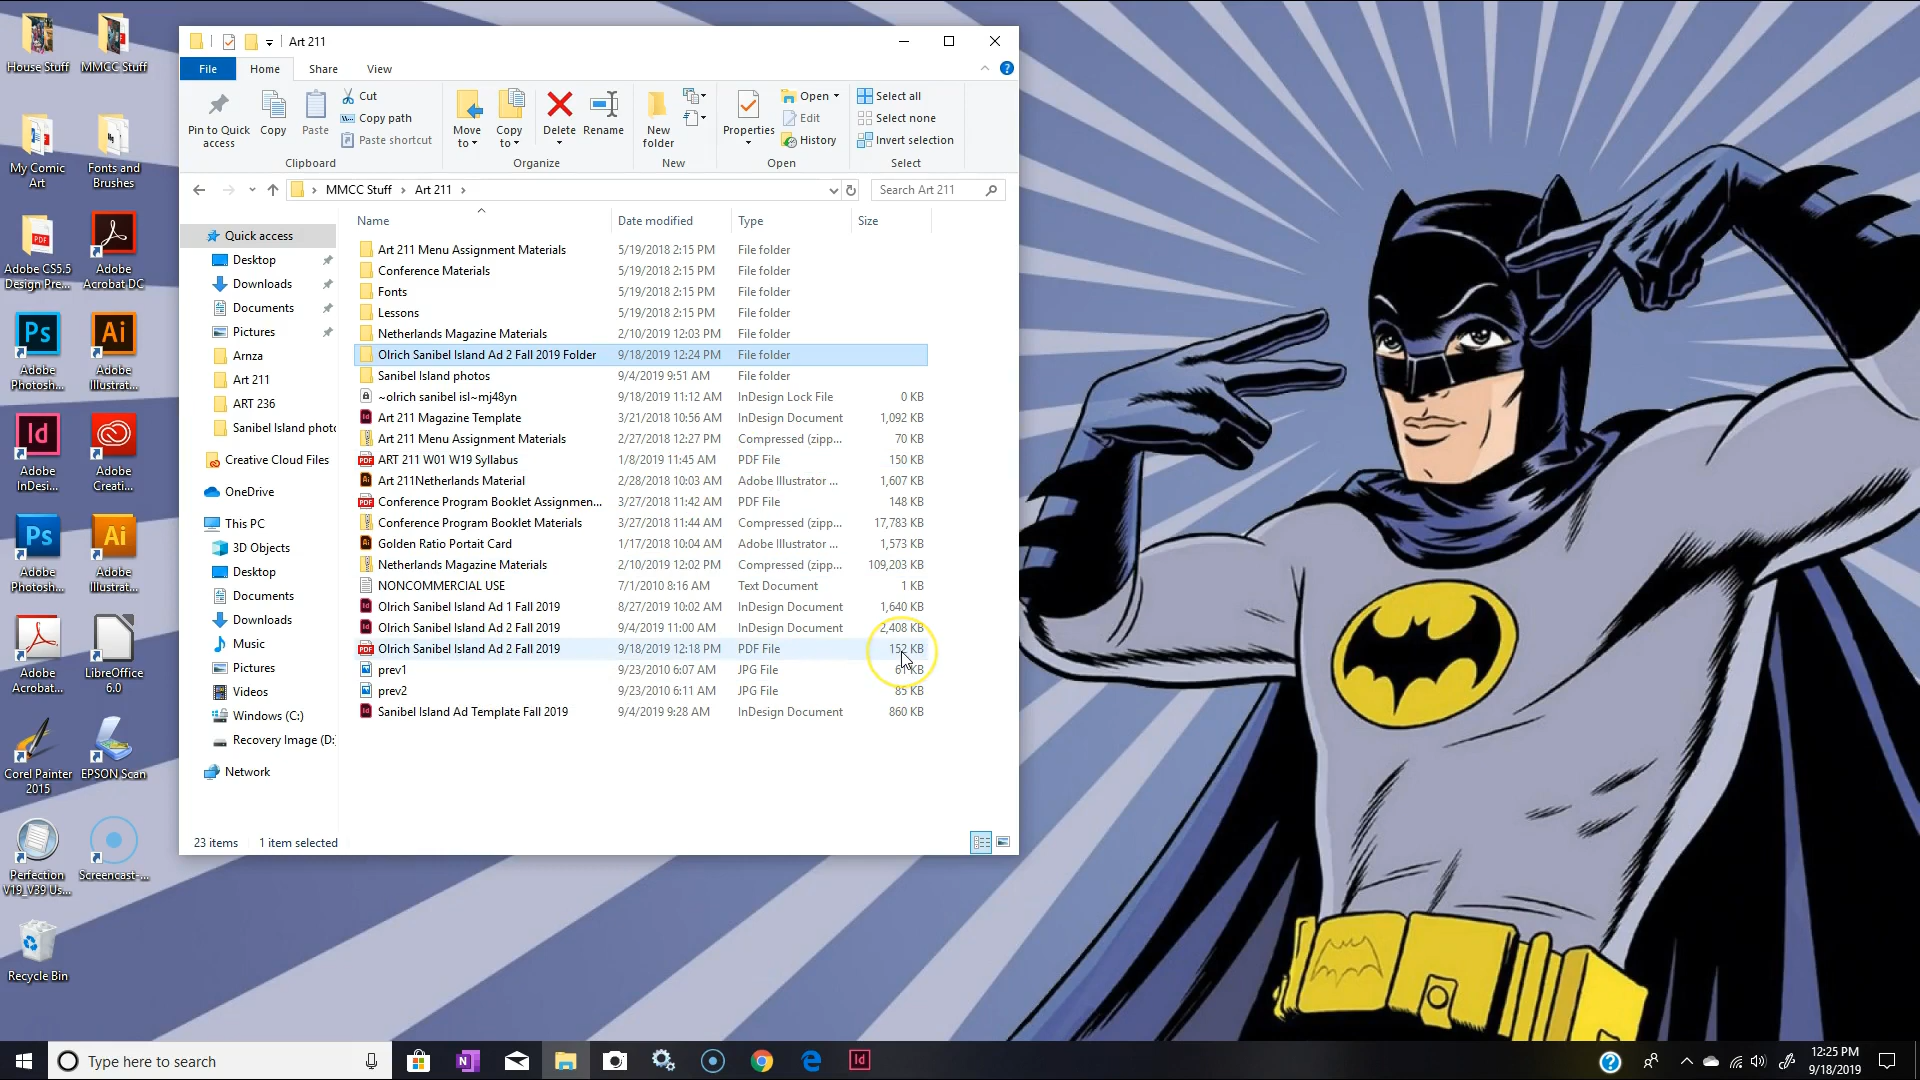 House Stuff
MMCC Stuff
My Comic
Art
Fonts and
Brushes
Adobe CS5.5
Design Pre...
Adobe
Acrobat DC
Adobe
Photosh...
Adobe
Illustrat...
Adobe
InDesi...
Adobe
Creati...
Adobe
Photosh...
Adobe
Illustrat...
Adobe
Acrobat...
LibreOffice
6.0
Corel Painter
2015
EPSON Scan
Perfection
V19_V39 Us...
Screencast-...
Recycle Bin
Art 211
File Home Share View
Pin to Quick
access
Copy
Paste
Cut
Copy path
Paste shortcut
Clipboard
Move
to
Copy
to
Delete
Rename
Organize
New
folder
New
Properties
Open
Edit
History
Open
Select all
Select none
Invert selection
Select
MMCC Stuff > Art 211 >
Search Art 211
Quick access
Desktop
Downloads
Documents
Pictures
Arnza
Art 211
ART 236
Sanibel Island phot
Creative Cloud Files
OneDrive
This PC
3D Objects
Desktop
Documents
Downloads
Music
Pictures
Videos
Windows (C:)
Recovery Image (D:
Network
Name Date modified Type Size
Art 211 Menu Assignment Materials 5/19/2018 2:15 PM File folder
Conference Materials 5/19/2018 2:15 PM File folder
Fonts 5/19/2018 2:15 PM File folder
Lessons 5/19/2018 2:15 PM File folder
Netherlands Magazine Materials 2/10/2019 12:03 PM File folder
Olrich Sanibel Island Ad 2 Fall 2019 Folder 9/18/2019 12:24 PM File folder
Sanibel Island photos 9/4/2019 9:51 AM File folder
~olrich sanibel isl~mj48yn 9/18/2019 11:12 AM InDesign Lock File 0 KB
Art 211 Magazine Template 3/21/2018 10:56 AM InDesign Document 1,092 KB
Art 211 Menu Assignment Materials 2/27/2018 12:27 PM Compressed (zipp... 70 KB
ART 211 W01 W19 Syllabus 1/8/2019 11:45 AM PDF File 150 KB
Art 211Netherlands Material 2/28/2018 10:03 AM Adobe Illustrator ... 1,607 KB
Conference Program Booklet Assignmen... 3/27/2018 11:42 AM PDF File 148 KB
Conference Program Booklet Materials 3/27/2018 11:44 AM Compressed (zipp... 17,783 KB
Golden Ratio Portait Card 1/17/2018 10:04 AM Adobe Illustrator ... 1,573 KB
Netherlands Magazine Materials 2/10/2019 12:02 PM Compressed (zipp... 109,203 KB
NONCOMMERCIAL USE 7/1/2010 8:16 AM Text Document 1 KB
Olrich Sanibel Island Ad 1 Fall 2019 8/27/2019 10:02 AM InDesign Document 1,640 KB
Olrich Sanibel Island Ad 2 Fall 2019 9/4/2019 11:00 AM InDesign Document 2,408 KB
Olrich Sanibel Island Ad 2 Fall 2019 9/18/2019 12:18 PM PDF File 152 KB
prev1 9/23/2010 6:07 AM JPG File 61 KB
prev2 9/23/2010 6:11 AM JPG File 85 KB
Sanibel Island Ad Template Fall 2019 9/4/2019 9:28 AM InDesign Document 860 KB
23 items 1 item selected
Type here to search
12:25 PM
9/18/2019